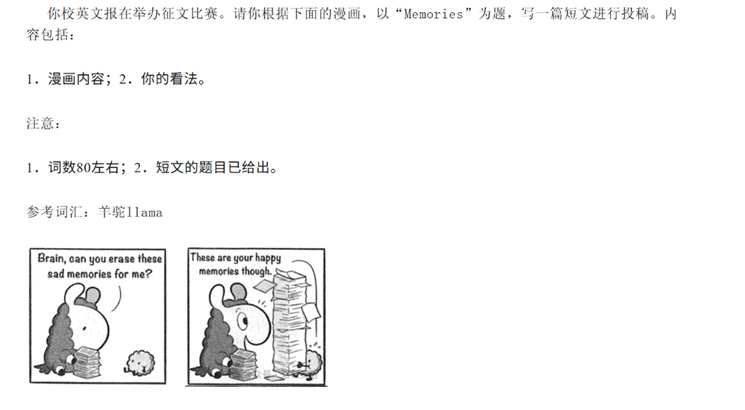 你校英文报在举办征文比赛。请你根据下面的漫画，以“Memories”为题，写一篇短文进行投稿。内
容包括：
1．漫画内容；2．你的看法。
注意：
1．词数80左右；2．短文的题目已给出。
参考词汇：羊驼llama
Brain, can you erase these
sad memories for me?
These are your happy
memories though.